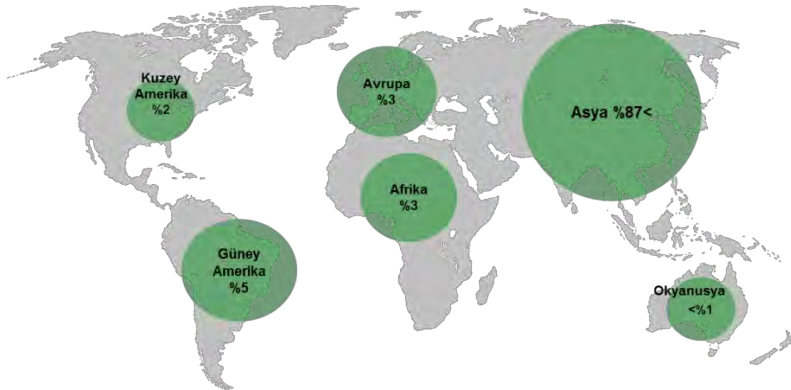 Kuzey
Amerika
%2
Avrupa
%3
Asya %87<
Afrika
%3
Güney
Amerika
%5
Okyanusya
<%1